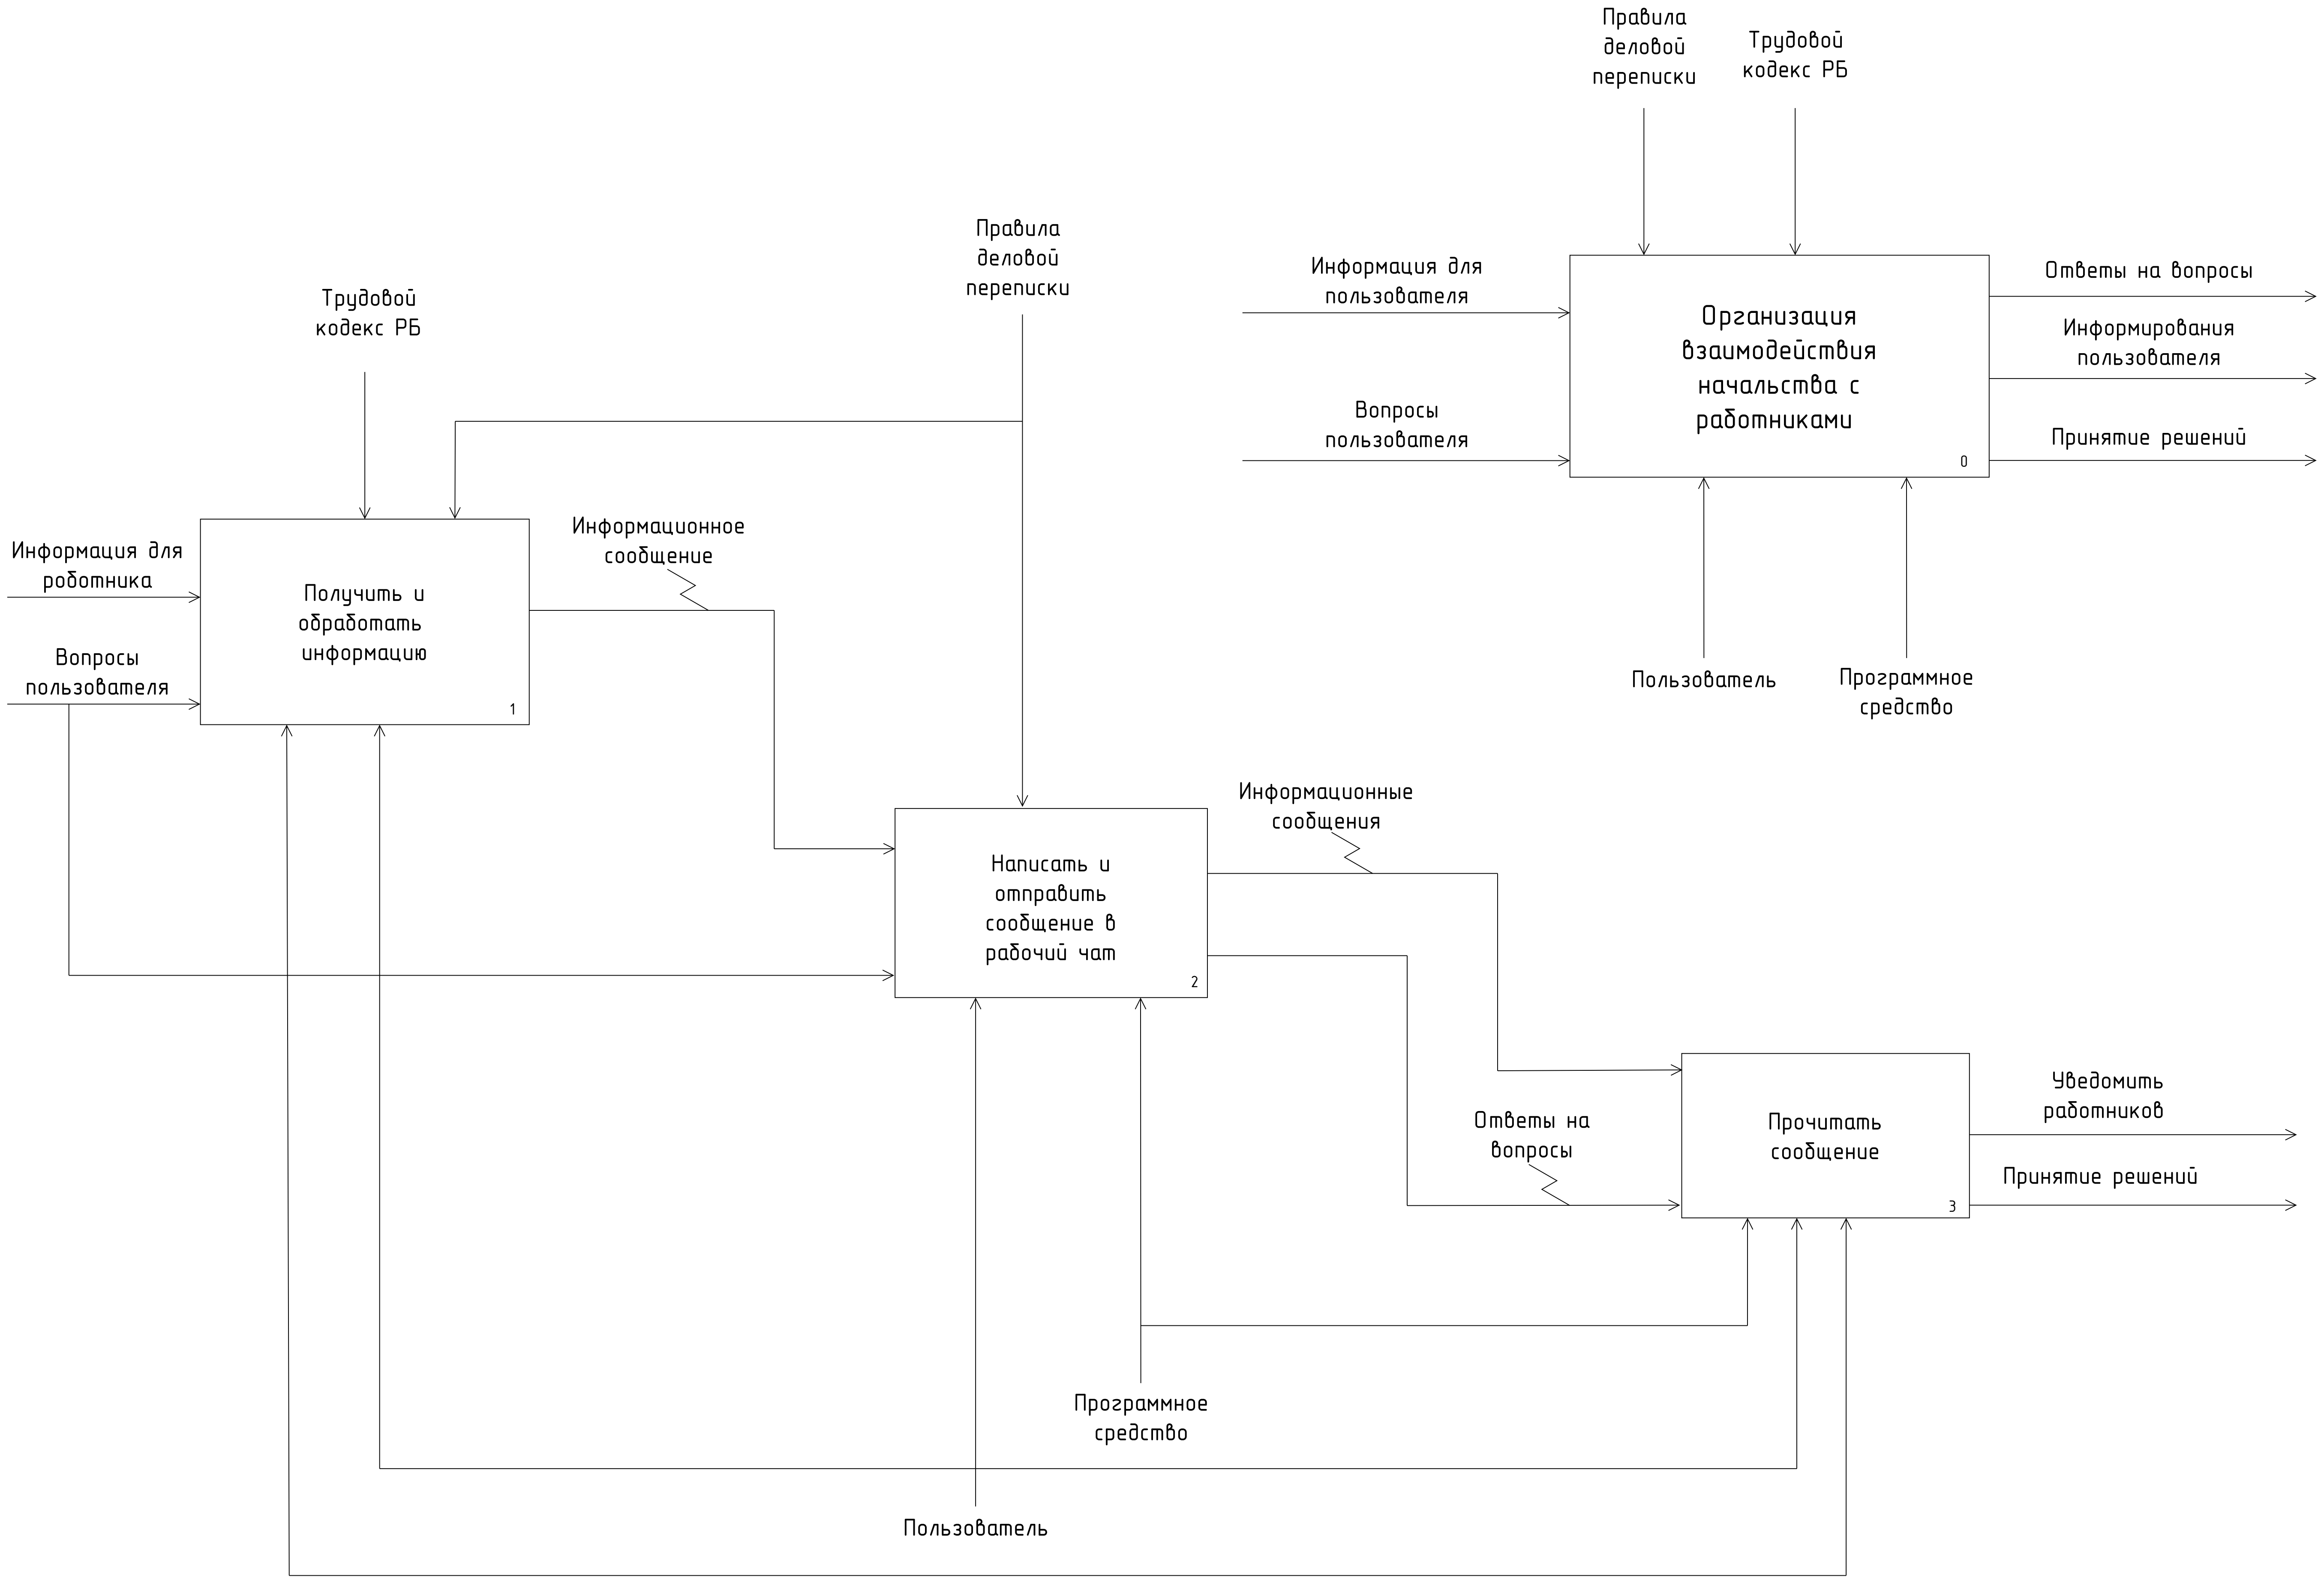 Правила
деловой
переписки
Трудовой
кодекс РБ
Информация для
пользователя
Вопросы
пользователя
Организация
взаимодействия
начальства с
работниками
0
Ответы на вопросы
Информирования
пользователя
Принятие решений
Пользователь
Программное
средство
Правила
деловой
переписки
Трудовой
кодекс РБ
Информация для
роботника
Вопросы
пользователя
Получить и
обработать
информацию
1
Информационное
сообщение
Написать и
отправить
сообщение в
рабочий чат
2
Информационные
сообщения
Ответы на
вопросы
Прочитать
сообщение
3
Уведомить
работников
Принятие решений
Программное
средство
Пользователь